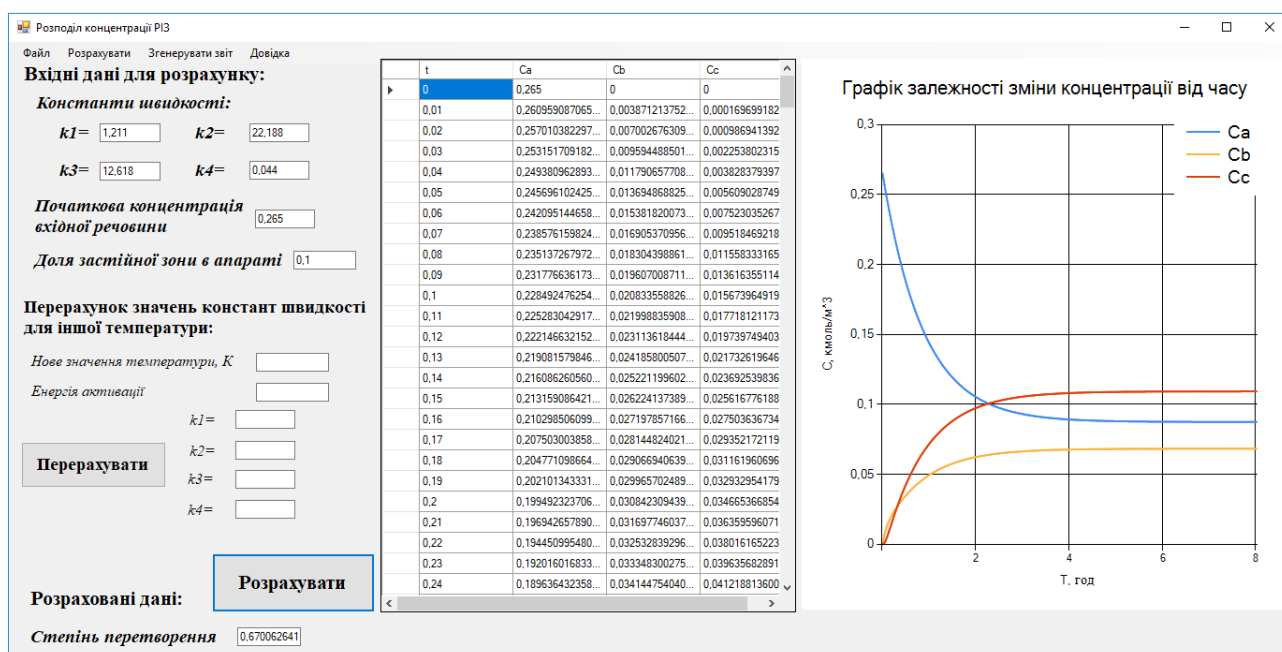 Розподіл концентрації РІЗ
Файл Розрахувати Згенерувати звіт Довідка
Вхідні дані для розрахунку:
Константи швидкості:
k1= 1,211 k2= 22,188
k3= 12,618 k4= 0,044
Початкова концентрація
вхідної речовини 0,265
Доля застійної зони в апараті 0,1
Перерахунок значень констант швидкості
для іншої температури:
Нове значення температури, К
Енергія активації
k1=
k2=
Перерахувати
k3=
k4=
Розрахувати
Розраховані дані:
Степінь перетворення 0,670062641
t Ca Cb Cc
0 0,265 0 0
0,01 0,260959087065... 0,003871213752... 0,000169699182
0,02 0,257010382297... 0,007002676309... 0,000986941392
0,03 0,253151709182... 0,009594488501... 0,002253802315
0,04 0,249380962893... 0,011790657708... 0,003828379397
0,05 0,245696102425... 0,013694868825... 0,005609028749
0,06 0,242095144658... 0,015381820073... 0,007523035267
0,07 0,238576159824... 0,016905370956... 0,009518469218
0,08 0,235137267972... 0,018304398861... 0,011558333165
0,09 0,231776636173... 0,019607008711... 0,013616355114
0,1 0,228492476254... 0,020833558826... 0,015673964919
0,11 0,225283042917... 0,021998835908... 0,017718121173
0,12 0,222146632152... 0,023113618444... 0,019739749403
0,13 0,219081579846... 0,024185800507... 0,021732619646
0,14 0,216086260560... 0,025221199602... 0,023692539836
0,15 0,213159086421... 0,026224137389... 0,025616776188
0,16 0,210298506099... 0,027197857166... 0,027503636734
0,17 0,207503003858... 0,028144824021... 0,029352172119
0,18 0,204771098664... 0,029066940639... 0,031161960696
0,19 0,202101343331... 0,029965702489... 0,032932954179
0,2 0,199492323706... 0,030842309439... 0,034665366854
0,21 0,196942657890... 0,031697746037... 0,036359596071
0,22 0,194450995480... 0,032532839296... 0,038016165223
0,23 0,192016016833... 0,033348300275... 0,039635682891
0,24 0,189636432358... 0,034144754040... 0,041218813600
Графік залежності зміни концентрації від часу
Ca
Cb
Cc
С, кмоль/м^3
0,3
0,25
0,2
0,15
0,1
0,05
0
2 4 6 8
Т, год